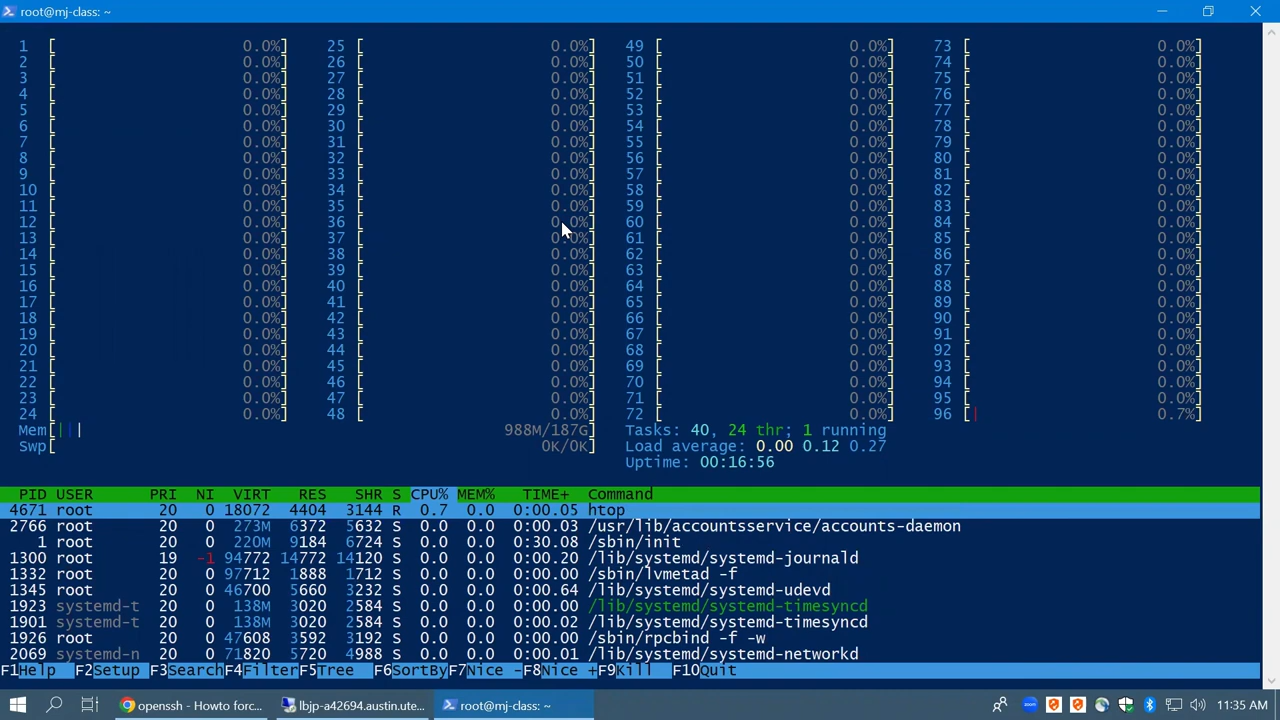 root@mj-class: ~
1 [ 0.0%] 25 [ 0.0%] 49 [ 0.0%] 73 [ 0.0%]
2 [ 0.0%] 26 [ 0.0%] 50 [ 0.0%] 74 [ 0.0%]
3 [ 0.0%] 27 [ 0.0%] 51 [ 0.0%] 75 [ 0.0%]
4 [ 0.0%] 28 [ 0.0%] 52 [ 0.0%] 76 [ 0.0%]
5 [ 0.0%] 29 [ 0.0%] 53 [ 0.0%] 77 [ 0.0%]
6 [ 0.0%] 30 [ 0.0%] 54 [ 0.0%] 78 [ 0.0%]
7 [ 0.0%] 31 [ 0.0%] 55 [ 0.0%] 79 [ 0.0%]
8 [ 0.0%] 32 [ 0.0%] 56 [ 0.0%] 80 [ 0.0%]
9 [ 0.0%] 33 [ 0.0%] 57 [ 0.0%] 81 [ 0.0%]
10 [ 0.0%] 34 [ 0.0%] 58 [ 0.0%] 82 [ 0.0%]
11 [ 0.0%] 35 [ 0.0%] 59 [ 0.0%] 83 [ 0.0%]
12 [ 0.0%] 36 [ 0.0%] 60 [ 0.0%] 84 [ 0.0%]
13 [ 0.0%] 37 [ 0.0%] 61 [ 0.0%] 85 [ 0.0%]
14 [ 0.0%] 38 [ 0.0%] 62 [ 0.0%] 86 [ 0.0%]
15 [ 0.0%] 39 [ 0.0%] 63 [ 0.0%] 87 [ 0.0%]
16 [ 0.0%] 40 [ 0.0%] 64 [ 0.0%] 88 [ 0.0%]
17 [ 0.0%] 41 [ 0.0%] 65 [ 0.0%] 89 [ 0.0%]
18 [ 0.0%] 42 [ 0.0%] 66 [ 0.0%] 90 [ 0.0%]
19 [ 0.0%] 43 [ 0.0%] 67 [ 0.0%] 91 [ 0.0%]
20 [ 0.0%] 44 [ 0.0%] 68 [ 0.0%] 92 [ 0.0%]
21 [ 0.0%] 45 [ 0.0%] 69 [ 0.0%] 93 [ 0.0%]
22 [ 0.0%] 46 [ 0.0%] 70 [ 0.0%] 94 [ 0.0%]
23 [ 0.0%] 47 [ 0.0%] 71 [ 0.0%] 95 [ 0.0%]
24 [ 0.0%] 48 [ 0.0%] 72 [ 0.0%] 96 [| 0.7%]
Mem[||| 988M/187G] Tasks: 40, 24 thr; 1 running
Swp[ 0K/0K] Load average: 0.00 0.12 0.27
Uptime: 00:16:56
PID USER PRI NI VIRT RES SHR S CPU% MEM% TIME+ Command
4671 root 20 0 18072 4404 3144 R 0.7 0.0 0:00.05 htop
2766 root 20 0 273M 6372 5632 S 0.0 0.0 0:00.03 /usr/lib/accountsservice/accounts-daemon
1 root 20 0 220M 9184 6724 S 0.0 0.0 0:30.08 /sbin/init
1300 root 19 -1 94772 14772 14120 S 0.0 0.0 0:00.20 /lib/systemd/systemd-journald
1332 root 20 0 97712 1888 1712 S 0.0 0.0 0:00.00 /sbin/lvmetad -f
1345 root 20 0 46700 5660 3232 S 0.0 0.0 0:00.64 /lib/systemd/systemd-udevd
1923 systemd-t 20 0 138M 3020 2584 S 0.0 0.0 0:00.00 /lib/systemd/systemd-timesyncd
1901 systemd-t 20 0 138M 3020 2584 S 0.0 0.0 0:00.02 /lib/systemd/systemd-timesyncd
1926 root 20 0 47608 3592 3192 S 0.0 0.0 0:00.00 /sbin/rpcbind -f -w
2069 systemd-n 20 0 71820 5720 4988 S 0.0 0.0 0:00.01 /lib/systemd/systemd-networkd
F1Help F2Setup F3SearchF4FilterF5Tree F6SortByF7Nice -F8Nice +F9Kill F10Quit
openssh - Howto forc... lbjp-a42694.austin.ute... root@mj-class: ~ zoom 11:35 AM